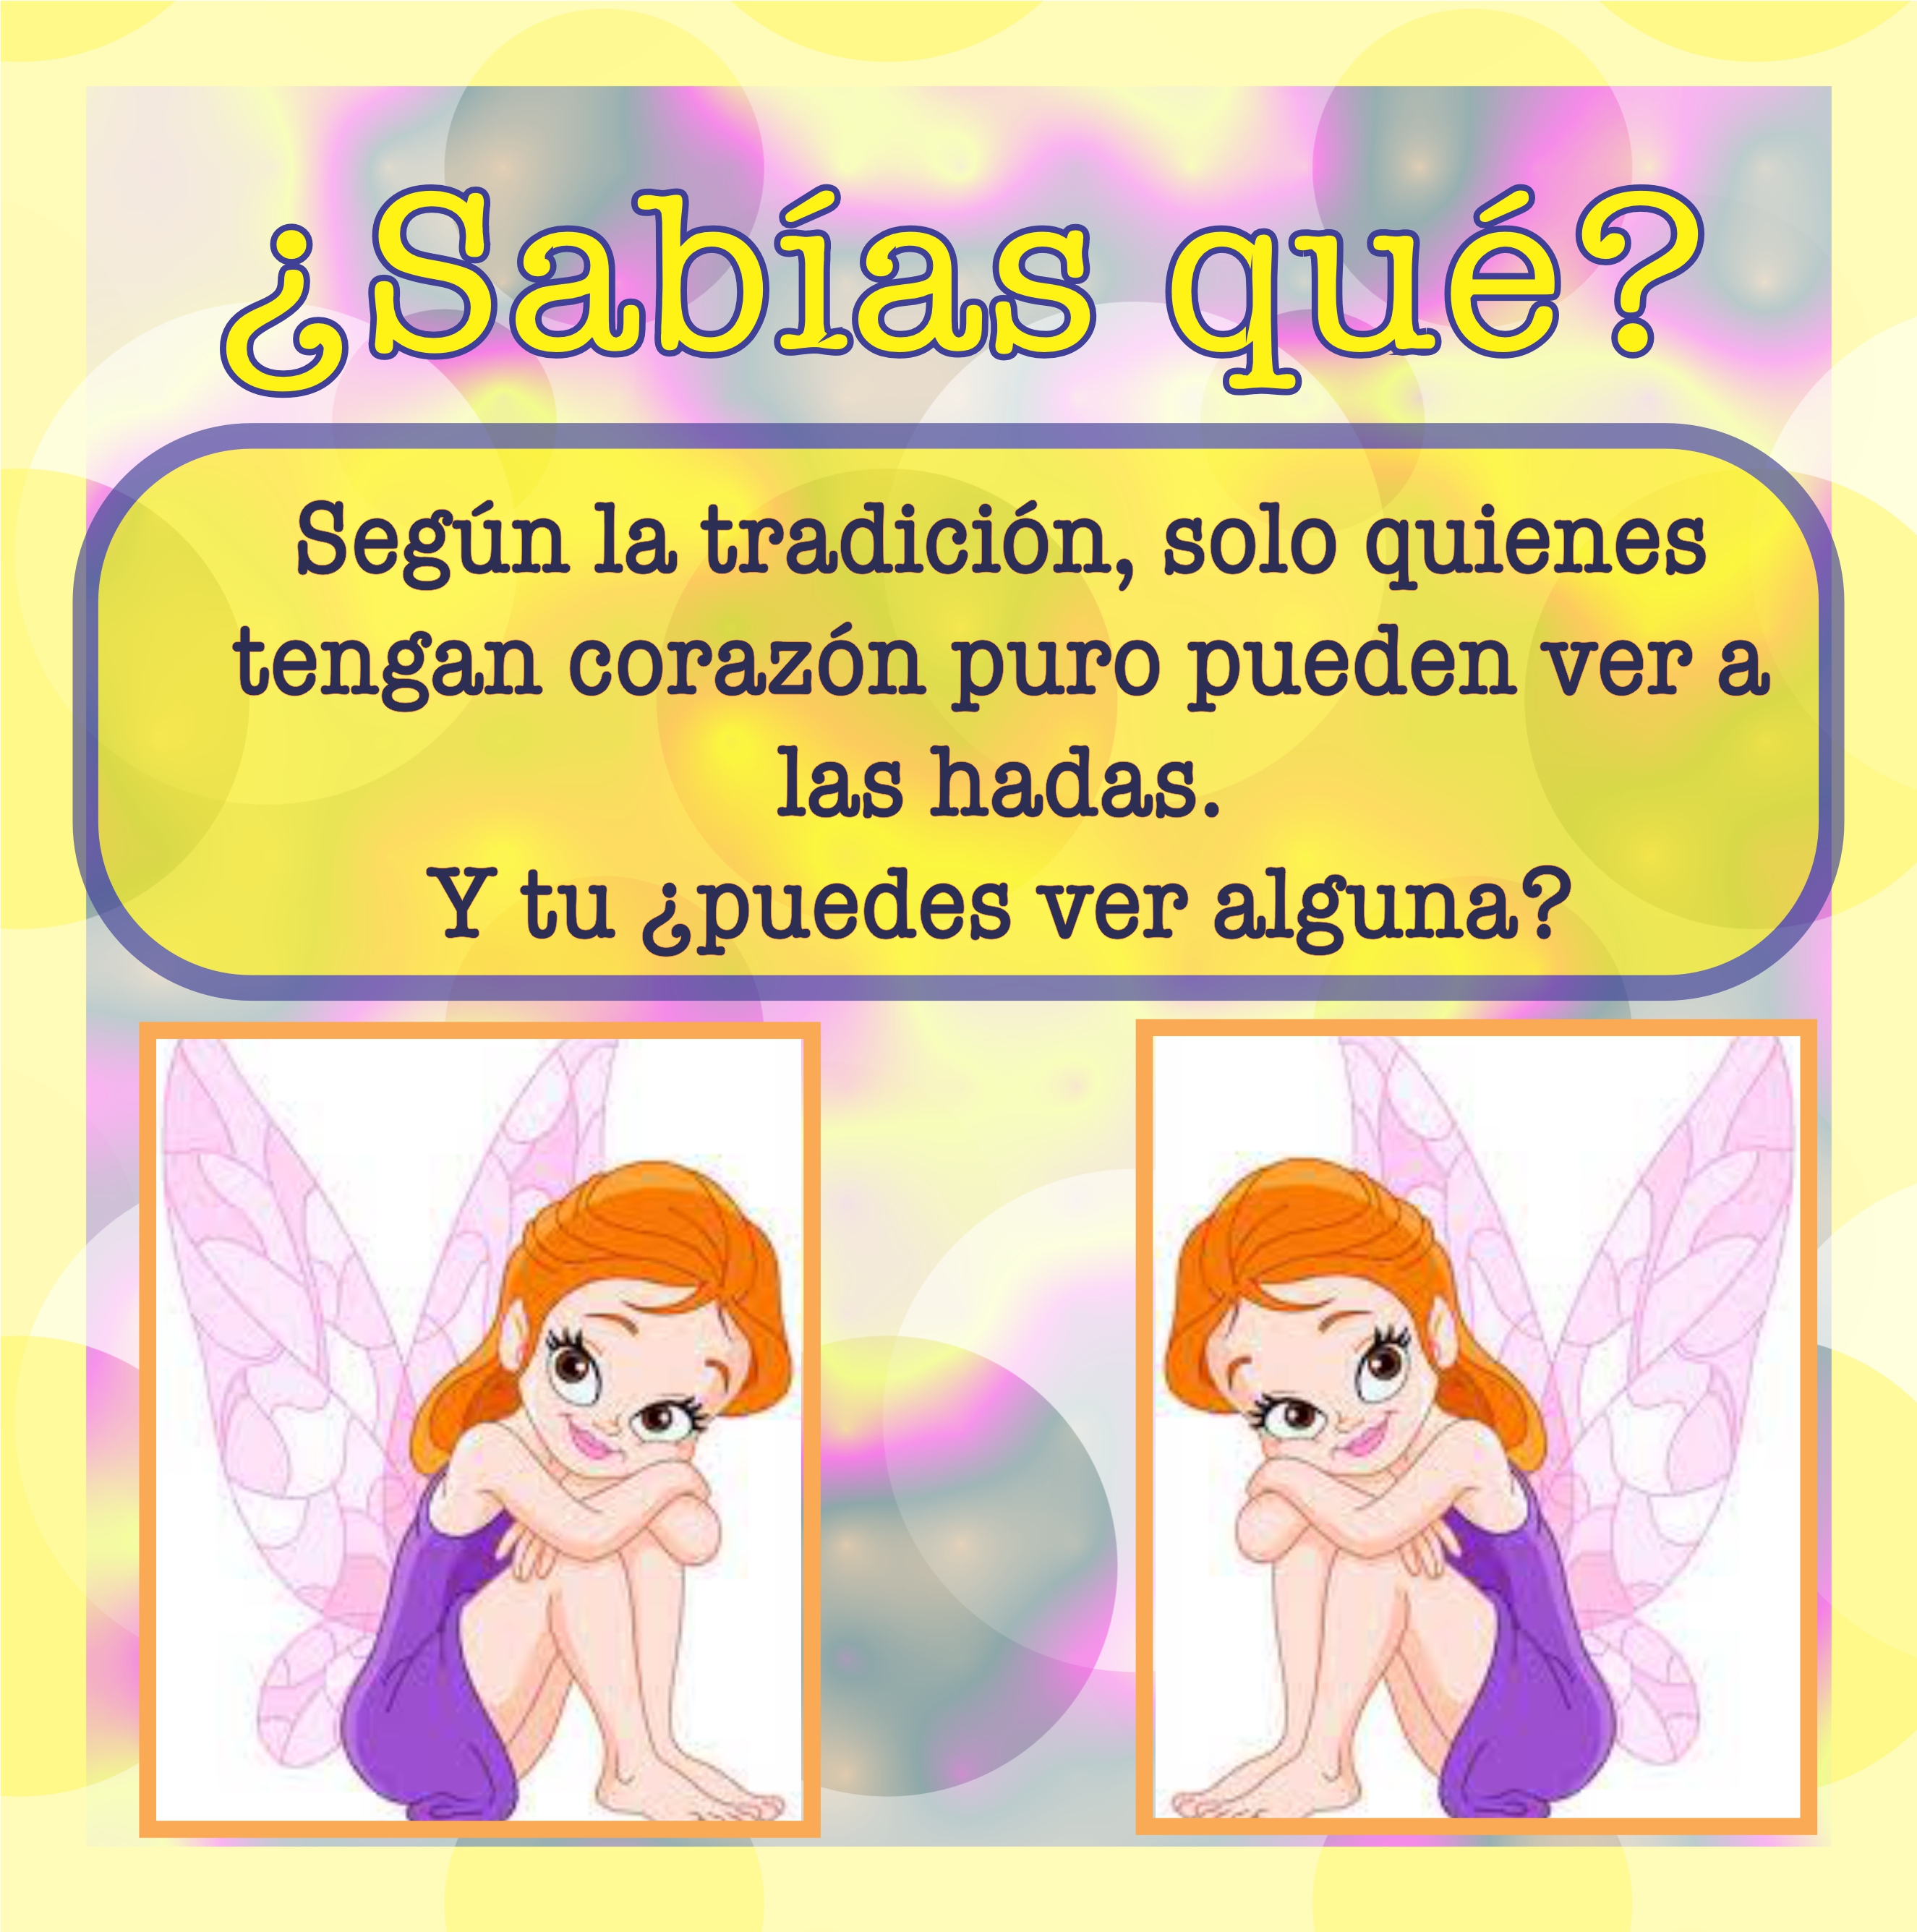 ¿Sabías qué?
Según la tradición, solo quienes
tengan corazón puro pueden ver a
las hadas.
Y tu ¿puedes ver alguna?